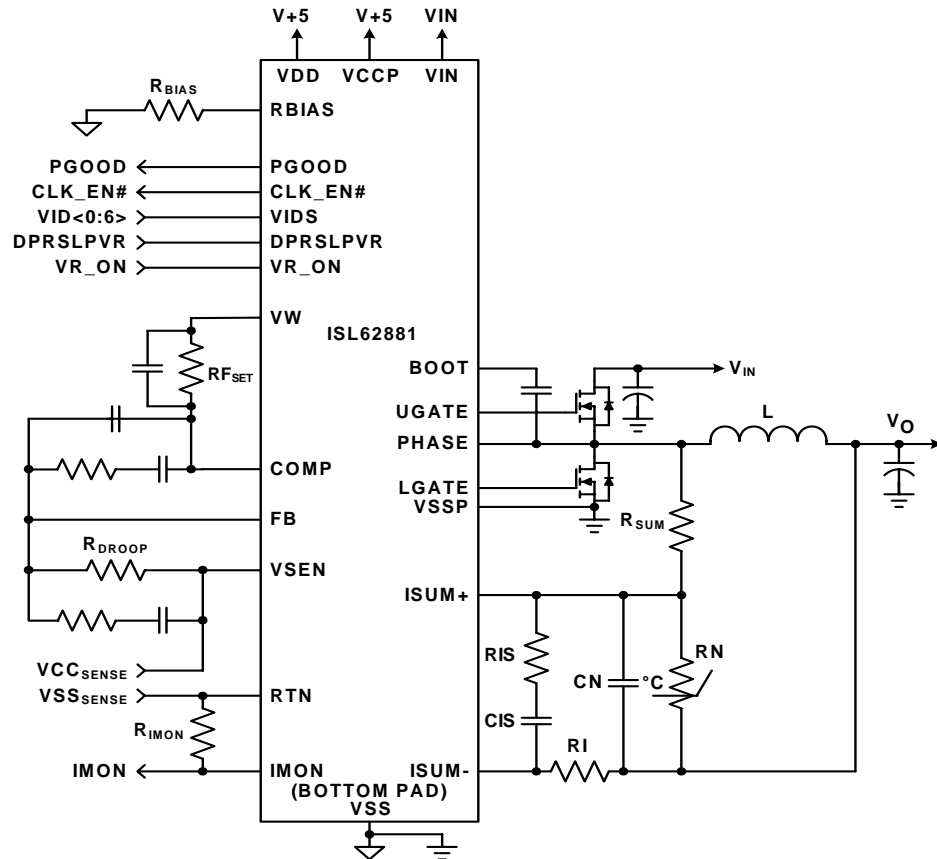 V+5 V+5 VIN
VDD VCCP VIN
RBIAS
RBIAS
PGOOD PGOOD
CLK_EN# CLK_EN#
VID<0:6> VIDS
DPRSLPVR DPRSLPVR
VR_ON VR_ON
VW
ISL62881
RFSET
BOOT
VIN
UGATE
L
VO
PHASE
COMP
LGATE
VSSP
RSUM
FB
RDROOP
VSEN
ISUM+
RIS
RN
CN °C
VCCSENSE
VSSSENSE RTN
CIS
RIMON
RI
IMON IMON
ISUM-
(BOTTOM PAD)
VSS